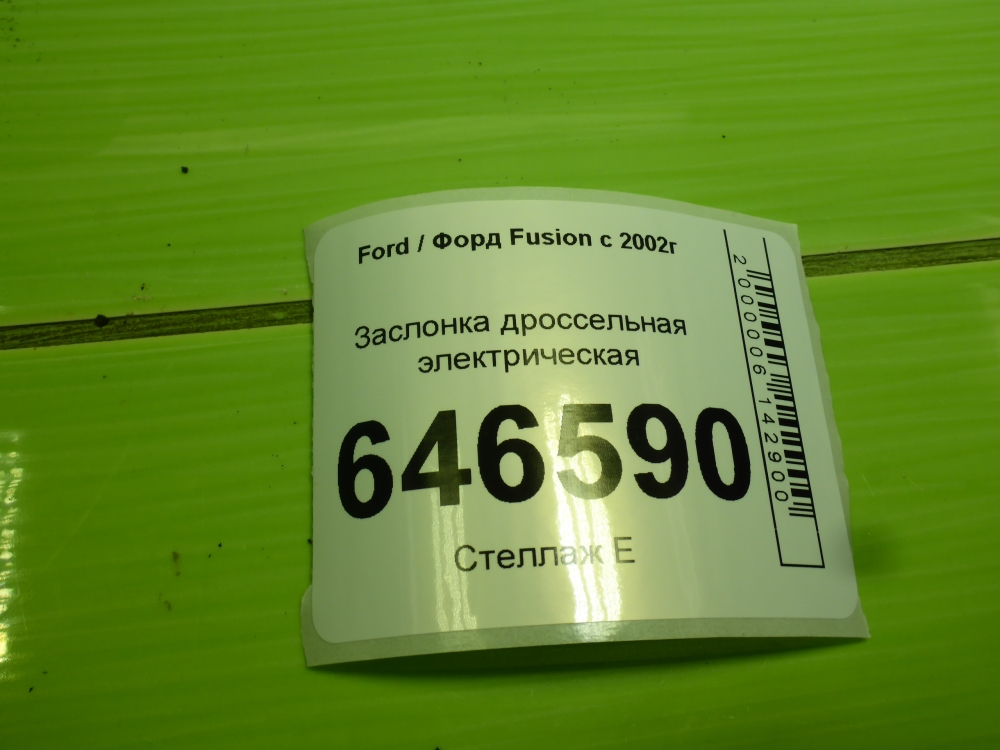 Ford / Форд Fusion с 2002г
Заслонка дроссельная
электрическая
646590
Стеллаж Е
2000006142900